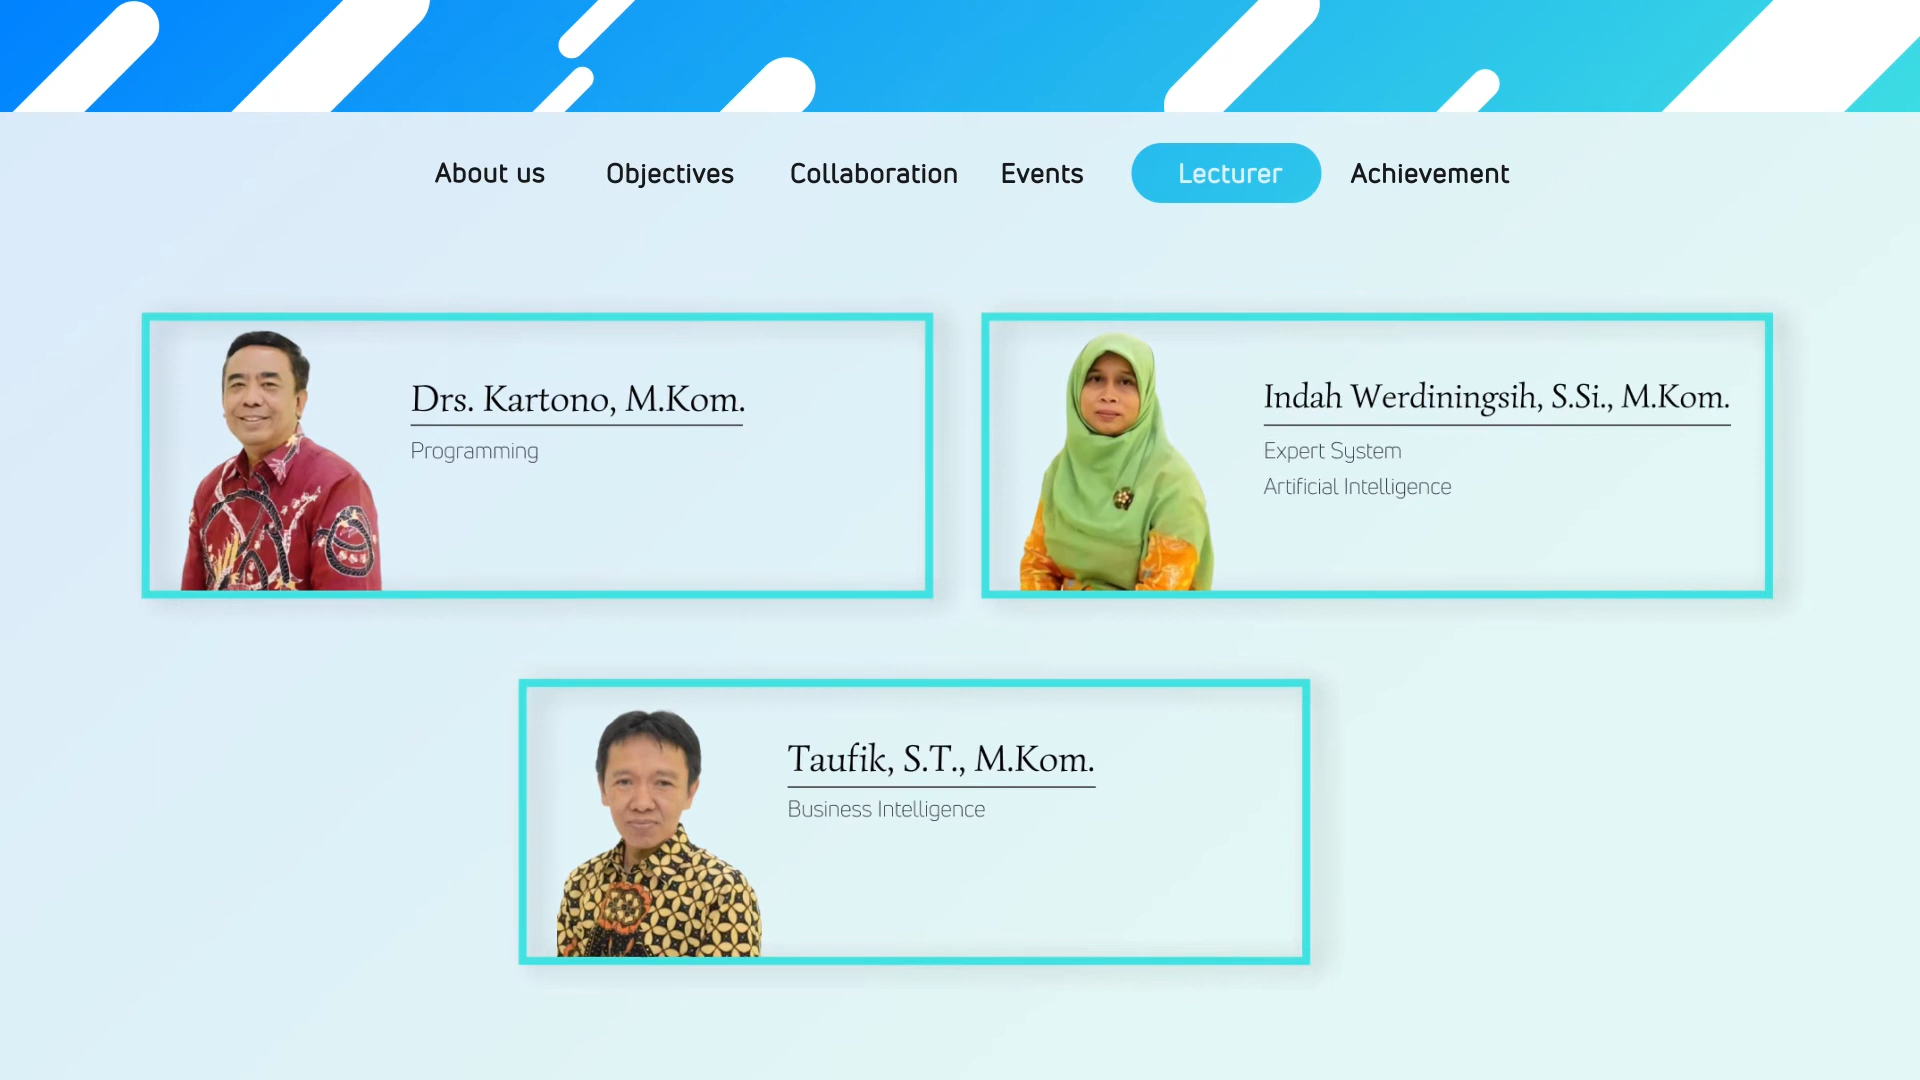 About us
Objectives
Collaboration
Events
Lecturer
Achievement
Drs. Kartono, M.Kom.
Programming
Indah Werdiningsih, S.Si., M.Kom.
Expert System
Artificial Intelligence
Taufik, S.T., M.Kom.
Business Intelligence